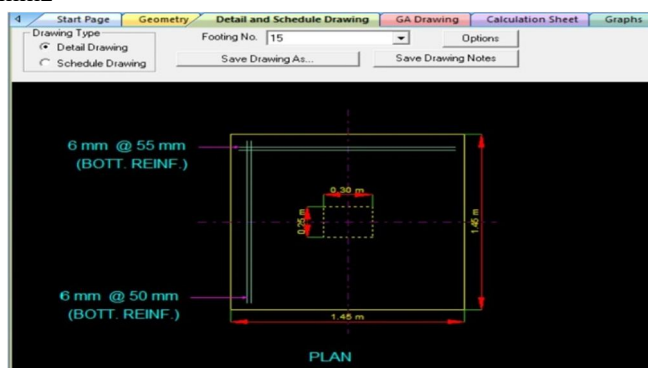 Start Page
Geometry
Detail and Schedule Drawing
GA Drawing
Calculation Sheet
Graphs
Drawing Type
Detail Drawing
Schedule Drawing
Footing No. 15
Options
Save Drawing As...
Save Drawing Notes
6 mm @ 55 mm
(BOTT. REINF.)
0.30 m
0.25 m
1.45 m
6 mm @ 50 mm
(BOTT. REINF.)
1.45 m
PLAN